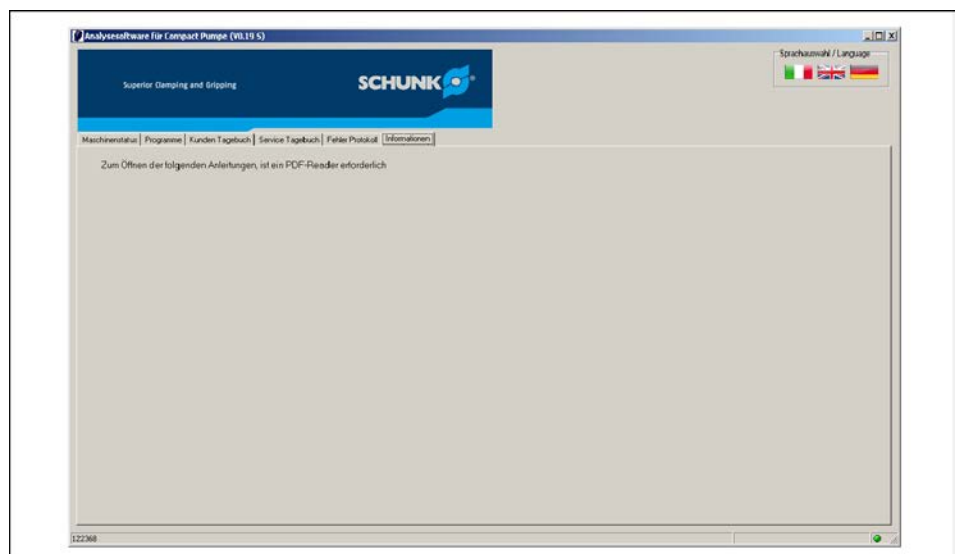 Analysesoftware für Compact Pumpe (V0.19 S)
Sprachauswahl / Language
Superior Clamping and Gripping
SCHUNK
Maschinenstatus Programme Kunden Tagebuch Service Tagebuch Fehler Protokoll Informationen
Zum Öffnen der folgenden Anleitungen, ist ein PDF-Reader erforderlich
122368